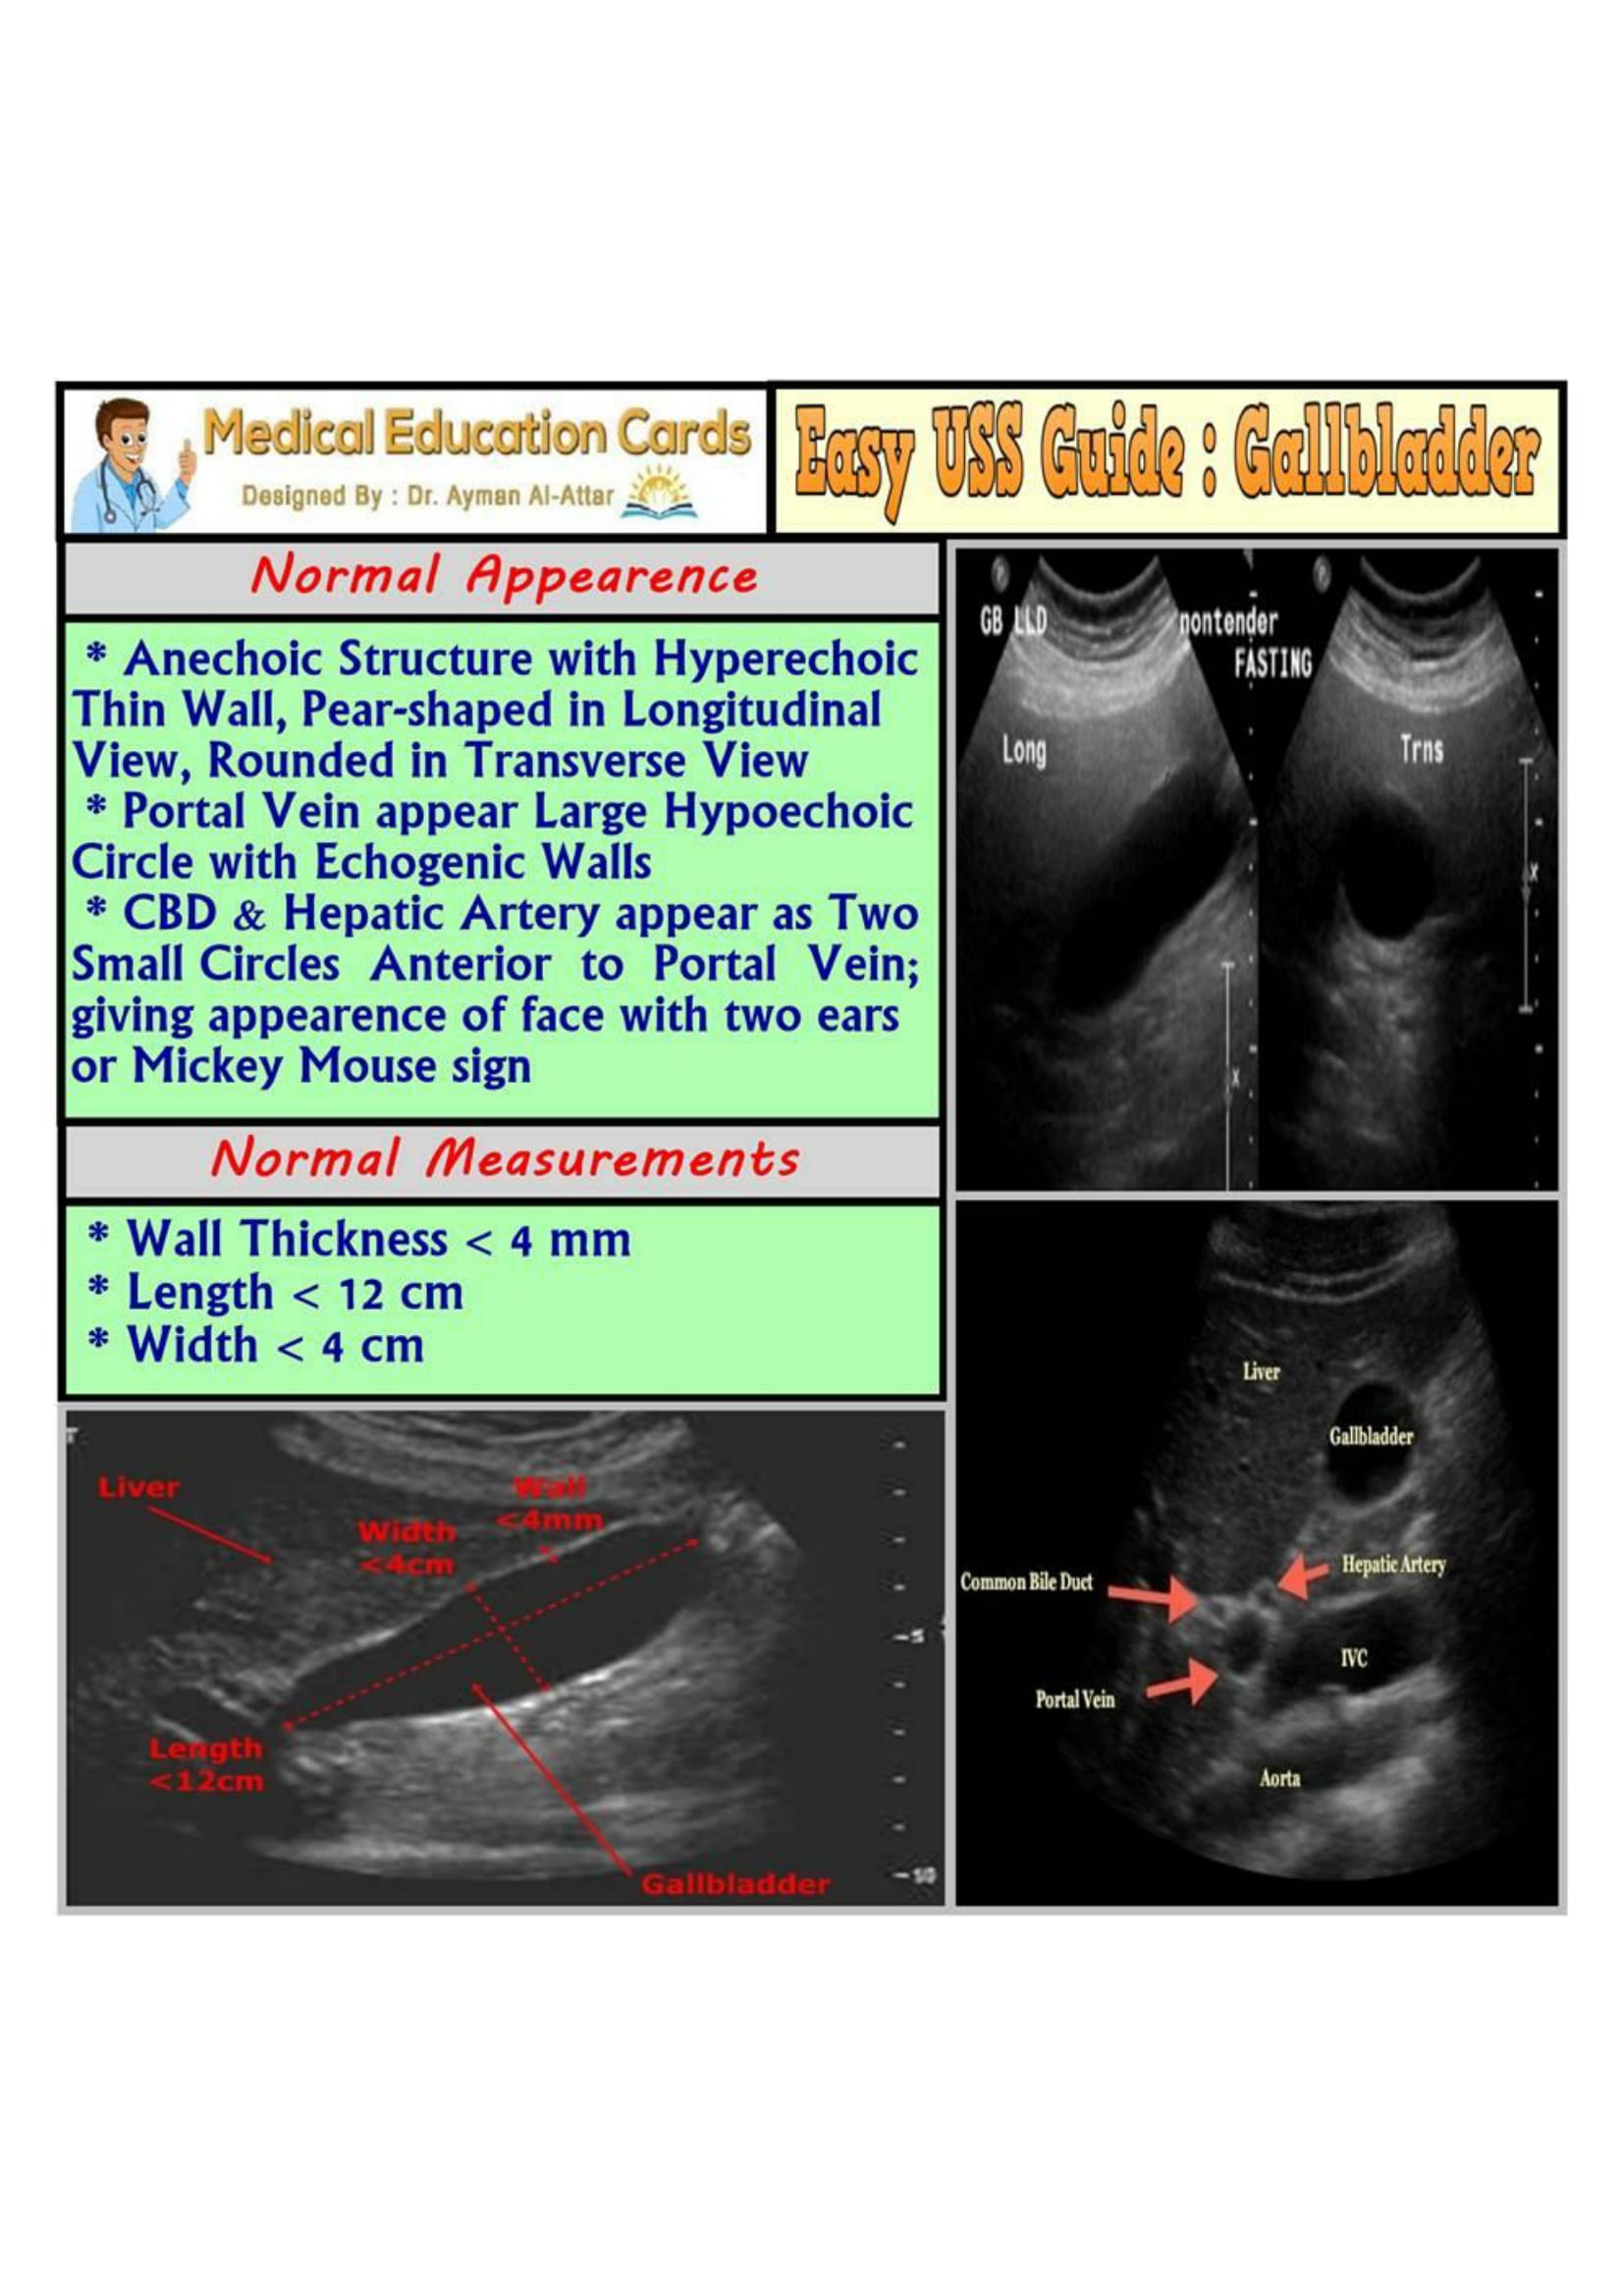 Medical Education Cards
Designed By : Dr. Ayman Al-Attar
Easy USS Guide : Gallbladder
Normal Appearence
* Anechoic Structure with Hyperechoic
Thin Wall, Pear-shaped in Longitudinal
View, Rounded in Transverse View
* Portal Vein appear Large Hypoechoic
Circle with Echogenic Walls
* CBD & Hepatic Artery appear as Two
Small Circles Anterior to Portal Vein;
giving appearence of face with two ears
or Mickey Mouse sign
Normal Measurements
* Wall Thickness < 4 mm
* Length < 12 cm
* Width < 4 cm
Liver
Wall
<4mm
Width
<4cm
Length
<12cm
Gallbladder
-5
-10
P
GB LLD
nontender
FASTING
P
Long
Trns
X
X
Liver
Gallbladder
Hepatic Artery
Common Bile Duct
IVC
Portal Vein
Aorta